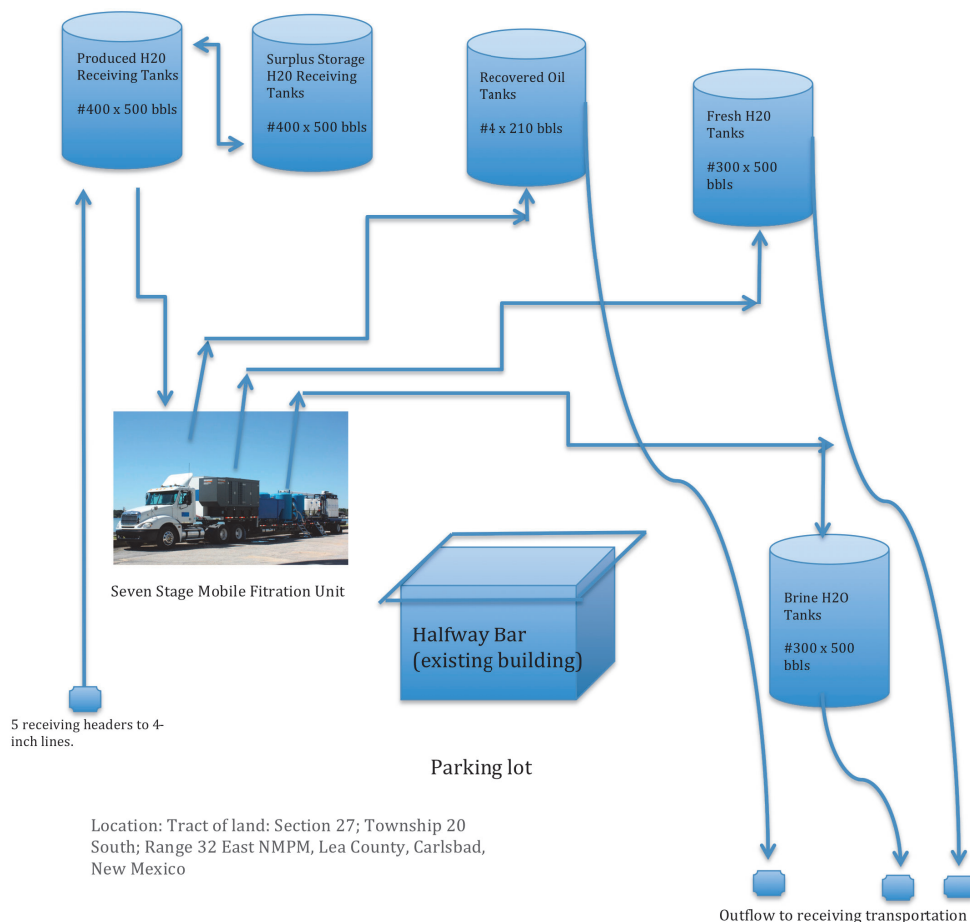 Produced H20
Receiving Tanks
#400 x 500 bbls
Surplus Storage
H20 Receiving
Tanks
#400 x 500 bbls
Recovered Oil
Tanks
#4 x 210 bbls
Fresh H20
Tanks
#300 x 500
bbls
Seven Stage Mobile Fitration Unit
Halfway Bar
(existing building)
Brine H2O
Tanks
#300 x 500
bbls
5 receiving headers to 4-
inch lines.
Parking lot
Location: Tract of land: Section 27; Township 20
South; Range 32 East NMPM, Lea County, Carlsbad,
New Mexico
Outflow to receiving transportation